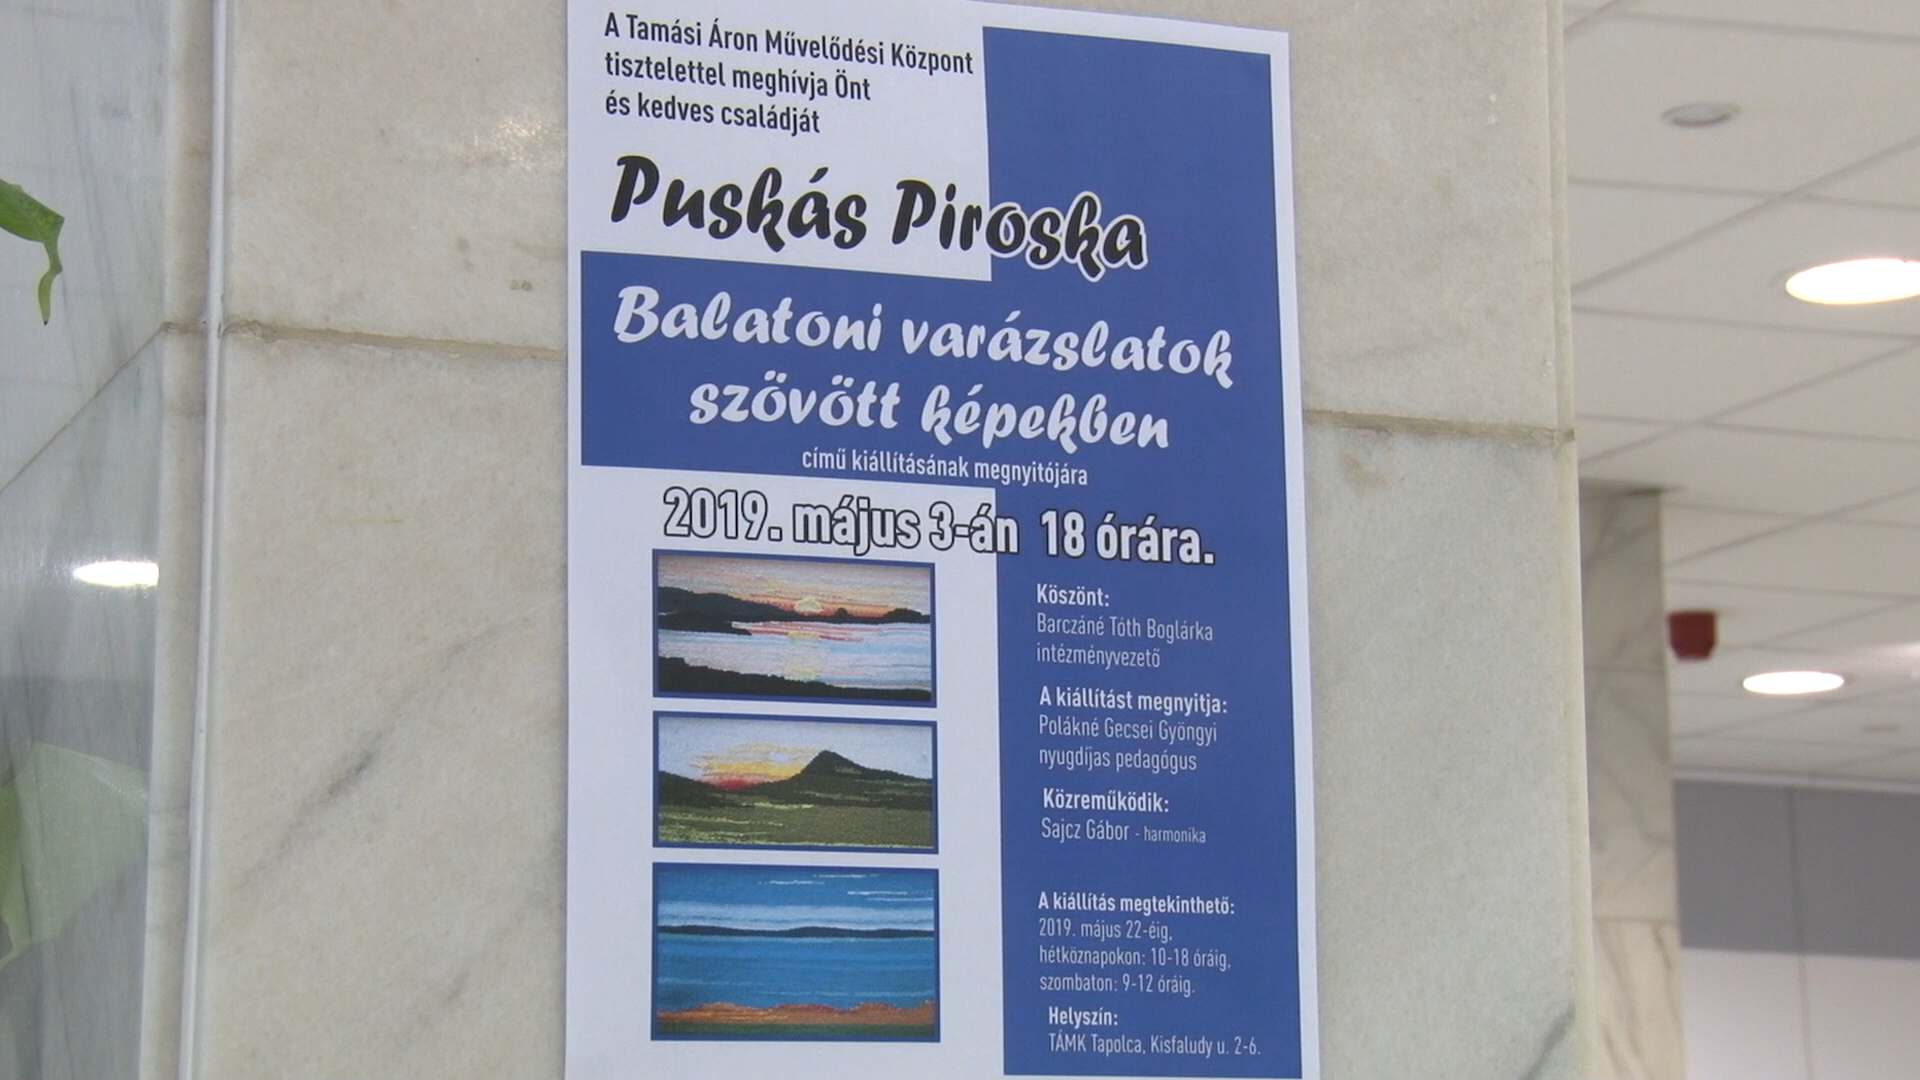 A Tamási Áron Művelődési Központ
tisztelettel meghívja Önt
és kedves családját
Puskás Piroska
Balatoni varázslatok
szövött képekben
című kiállításának megnyitójára
2019. május 3-án 18 órára.
Köszönt:
Barczáné Tóth Boglárka
intézményvezető
A kiállítást megnyitja:
Polákné Gecsei Gyöngyi
nyugdíjas pedagógus
Közreműködik:
Sajcz Gábor - harmonika
A kiállítás megtekinthető:
2019. május 22-éig,
hétköznapokon: 10-18 óráig,
szombaton: 9-12 óráig.
Helyszín:
TÁMK Tapolca, Kisfaludy u. 2-6.